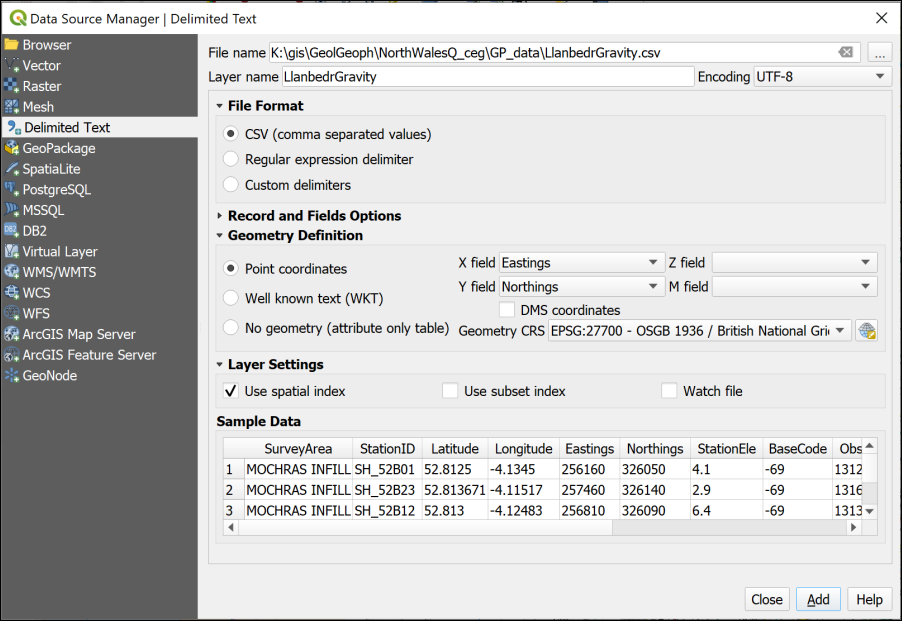 Data Source Manager | Delimited Text
Browser
Vector
Raster
Mesh
Delimited Text
GeoPackage
SpatiaLite
PostgreSQL
MSSQL
DB2
Virtual Layer
WMS/WMTS
WCS
WFS
ArcGIS Map Server
ArcGIS Feature Server
GeoNode
File name K:\gis\GeolGeoph\NorthWalesQ_ceg\GP_data\LlanbedrGravity.csv ...
Layer name LlanbedrGravity Encoding UTF-8
File Format
CSV (comma separated values)
Regular expression delimiter
Custom delimiters
Record and Fields Options
Geometry Definition
Point coordinates
Well known text (WKT)
No geometry (attribute only table)
X field Eastings Z field
Y field Northings M field
DMS coordinates
Geometry CRS EPSG:27700 - OSGB 1936 / British National Gri
Layer Settings
Use spatial index Use subset index Watch file
Sample Data
SurveyArea StationID Latitude Longitude Eastings Northings StationEle BaseCode Obs
1 MOCHRAS INFILL SH_52B01 52.8125 -4.1345 256160 326050 4.1 -69 1312
2 MOCHRAS INFILL SH_52B23 52.813671 -4.11517 257460 326140 2.9 -69 1316
3 MOCHRAS INFILL SH_52B12 52.813 -4.12483 256810 326090 6.4 -69 1313
Close Add Help